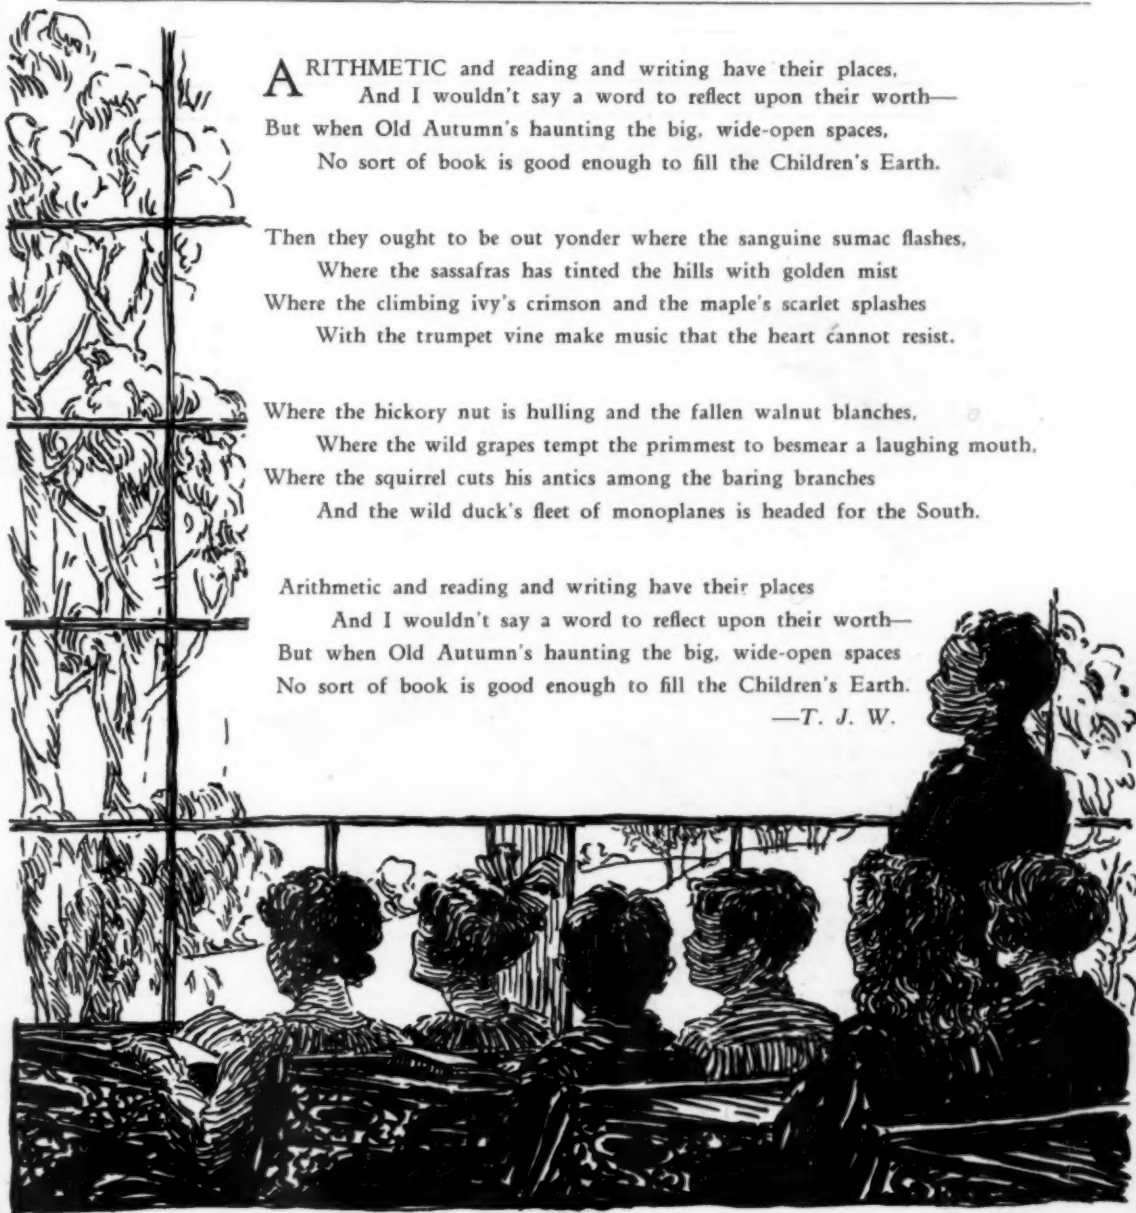 ARITHMETIC and reading and writing have their places,
And I wouldn't say a word to reflect upon their worth—
But when Old Autumn's haunting the big, wide-open spaces,
No sort of book is good enough to fill the Children's Earth.
Then they ought to be out yonder where the sanguine sumac flashes,
Where the sassafras has tinted the hills with golden mist
Where the climbing ivy's crimson and the maple's scarlet splashes
With the trumpet vine make music that the heart cannot resist.
Where the hickory nut is hulling and the fallen walnut blanches,
Where the wild grapes tempt the primmest to besmear a laughing mouth,
Where the squirrel cuts his antics among the baring branches
And the wild duck's fleet of monoplanes is headed for the South.
Arithmetic and reading and writing have their places
And I wouldn't say a word to reflect upon their worth—
But when Old Autumn's haunting the big, wide-open spaces
No sort of book is good enough to fill the Children's Earth.
—T. J. W.